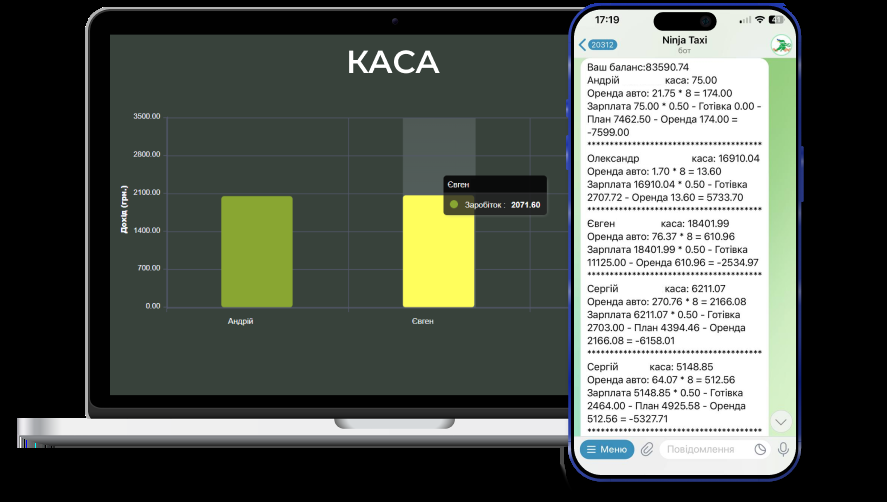 КАСА
3500.00
2800.00
2100.00
1400.00
700.00
0.00
Дохід (грн.)
Євген
Заробіток : 2071.60
Андрій
Євген
17:19
41
20312
Ninja Taxi
бот
Ваш баланс:83590.74
Андрій каса: 75.00
Оренда авто: 21.75 * 8 = 174.00
Зарплата 75.00 * 0.50 - Готівка 0.00 -
План 7462.50 - Оренда 174.00 =
-7599.00
****************************************
Олександр каса: 16910.04
Оренда авто: 1.70 * 8 = 13.60
Зарплата 16910.04 * 0.50 - Готівка
2707.72 - Оренда 13.60 = 5733.70
****************************************
Євген каса: 18401.99
Оренда авто: 76.37 * 8 = 610.96
Зарплата 18401.99 * 0.50 - Готівка
11125.00 - Оренда 610.96 = -2534.97
****************************************
Сергій каса: 6211.07
Оренда авто: 270.76 * 8 = 2166.08
Зарплата 6211.07 * 0.50 - Готівка
2703.00 - План 4394.46 - Оренда
2166.08 = -6158.01
****************************************
Сергій каса: 5148.85
Оренда авто: 64.07 * 8 = 512.56
Зарплата 5148.85 * 0.50 - Готівка
2464.00 - План 4925.58 - Оренда
512.56 = -5327.71
****************************************
Меню
Повідомлення